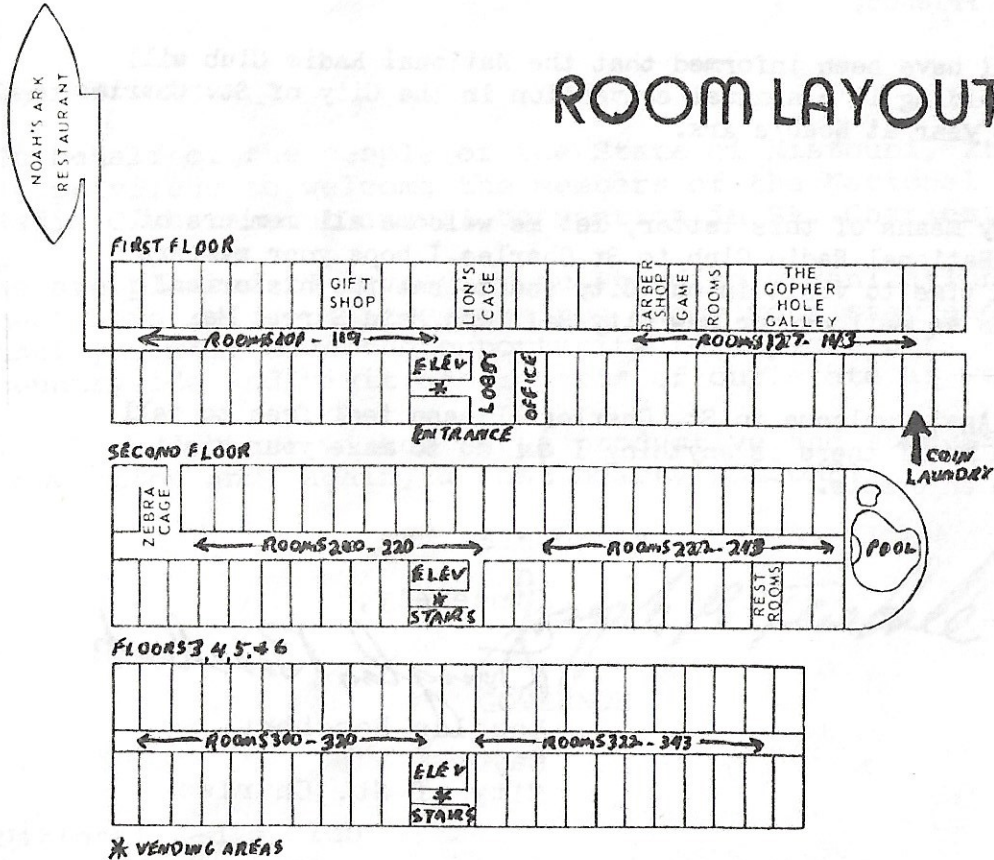 ROOM LAYOUT
NOAH'S ARK
RESTAURANT
FIRST FLOOR
GIFT
SHOP
LION'S
CAGE
BARBER
SHOP
GAME
ROOMS
THE
GOPHER
HOLE
GALLEY
ROOMS 101 - 119
ROOMS 127 - 143
ELEV
*
LOBBY
OFFICE
ENTRANCE
COIN
LAUNDRY
SECOND FLOOR
ZEBRA
CAGE
ROOMS 200 - 220
ROOMS 222 - 243
POOL
ELEV
*
STAIRS
REST
ROOMS
FLOORS 3, 4, 5, & 6
ROOMS 300 - 320
ROOMS 322 - 343
ELEV
*
STAIRS
* VENDING AREAS